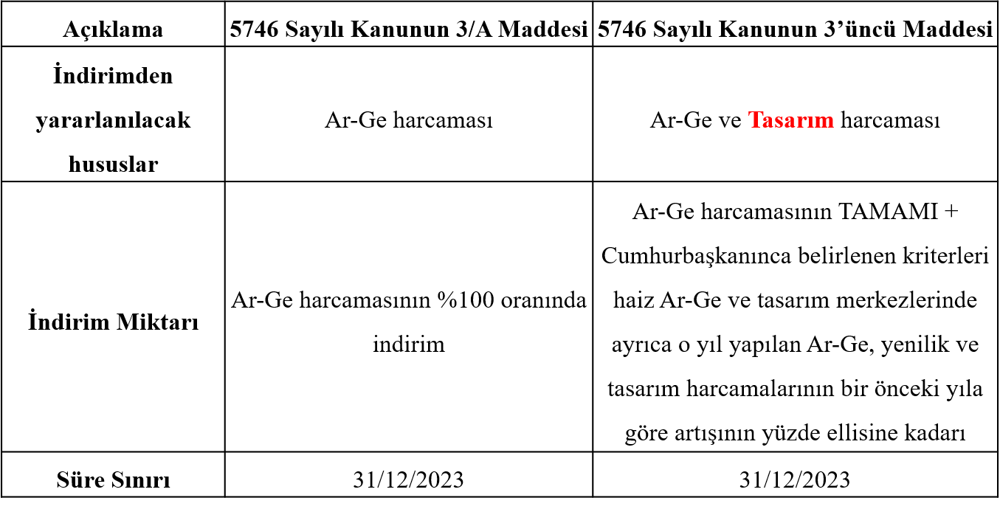 Açıklama
5746 Sayılı Kanunun 3/A Maddesi
5746 Sayılı Kanunun 3’üncü Maddesi
İndirimden
yararlanılacak
hususlar
Ar-Ge harcaması
Ar-Ge ve Tasarım harcaması
İndirim Miktarı
Ar-Ge harcamasının %100 oranında
indirim
Ar-Ge harcamasının TAMAMI +
Cumhurbaşkanınca belirlenen kriterleri
haiz Ar-Ge ve tasarım merkezlerinde
ayrıca o yıl yapılan Ar-Ge, yenilik ve
tasarım harcamalarının bir önceki yıla
göre artışının yüzde ellisine kadarı
Süre Sınırı
31/12/2023
31/12/2023